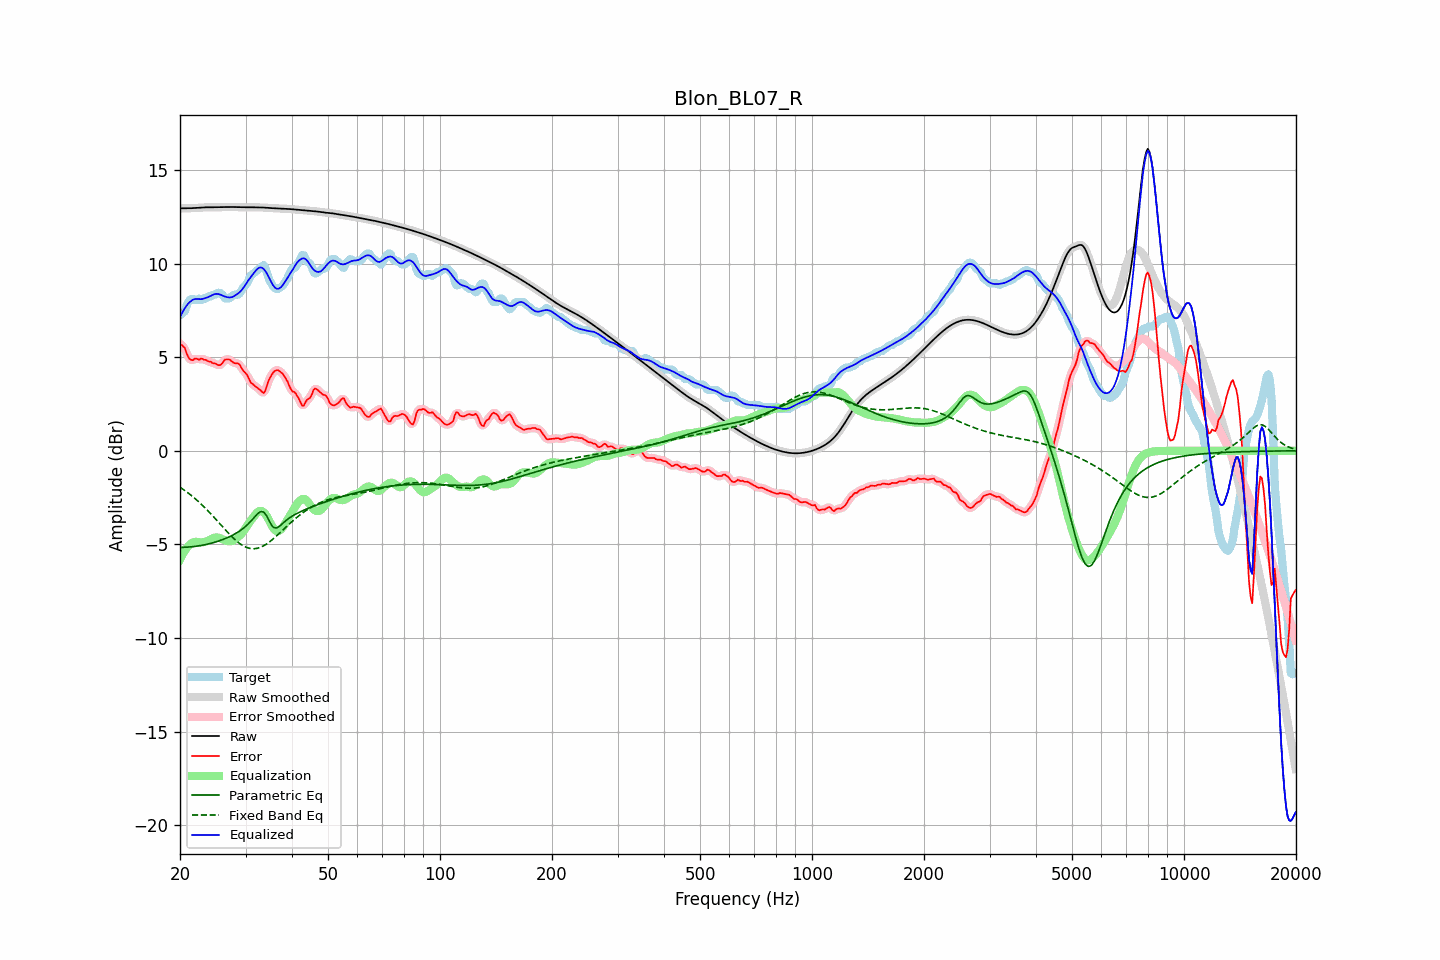 Blon_BL07_R
Amplitude (dBr)
15
10
5
0
−5
−10
−15
−20
Target
Raw Smoothed
Error Smoothed
Raw
Error
Equalization
Parametric Eq
Fixed Band Eq
Equalized
20 50 100 200 500 1000 2000 5000 10000 20000
Frequency (Hz)